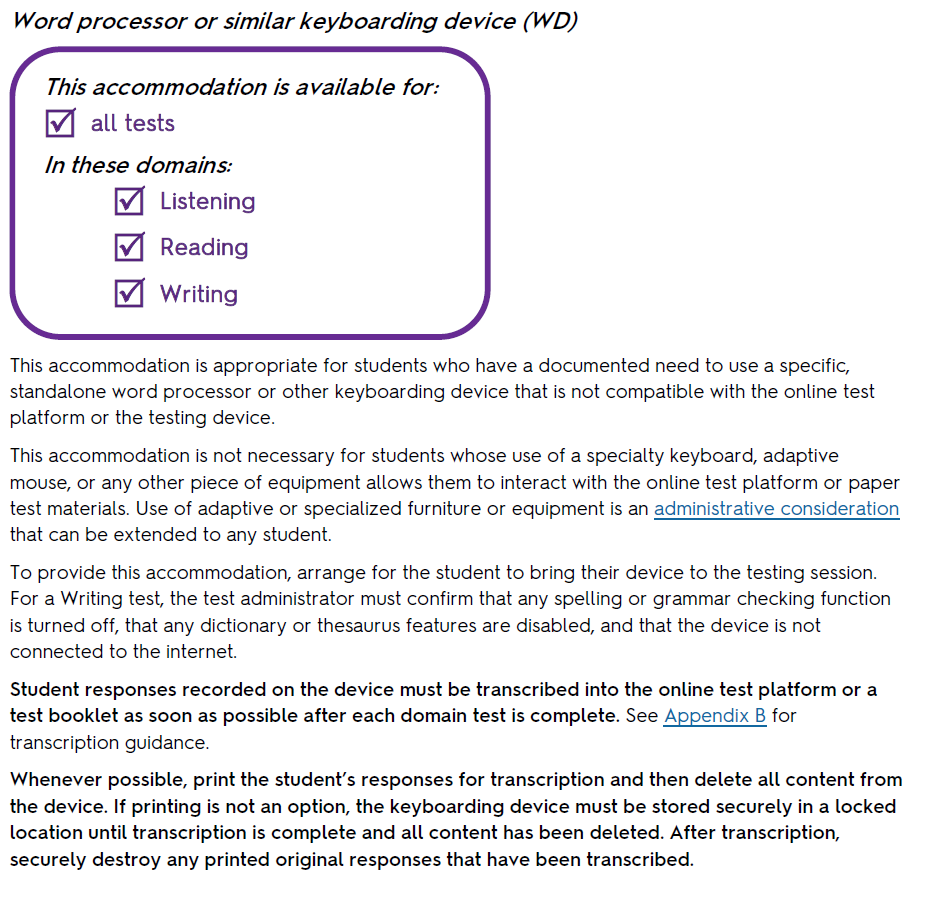 Word processor or similar keyboarding device (WD)
This accommodation is available for:
all tests
In these domains:
Listening
Reading
Writing
This accommodation is appropriate for students who have a documented need to use a specific,
standalone word processor or other keyboarding device that is not compatible with the online test
platform or the testing device.
This accommodation is not necessary for students whose use of a specialty keyboard, adaptive
mouse, or any other piece of equipment allows them to interact with the online test platform or paper
test materials. Use of adaptive or specialized furniture or equipment is an administrative consideration
that can be extended to any student.
To provide this accommodation, arrange for the student to bring their device to the testing session.
For a Writing test, the test administrator must confirm that any spelling or grammar checking function
is turned off, that any dictionary or thesaurus features are disabled, and that the device is not
connected to the internet.
Student responses recorded on the device must be transcribed into the online test platform or a
test booklet as soon as possible after each domain test is complete. See Appendix B for
transcription guidance.
Whenever possible, print the student's responses for transcription and then delete all content from
the device. If printing is not an option, the keyboarding device must be stored securely in a locked
location until transcription is complete and all content has been deleted. After transcription,
securely destroy any printed original responses that have been transcribed.